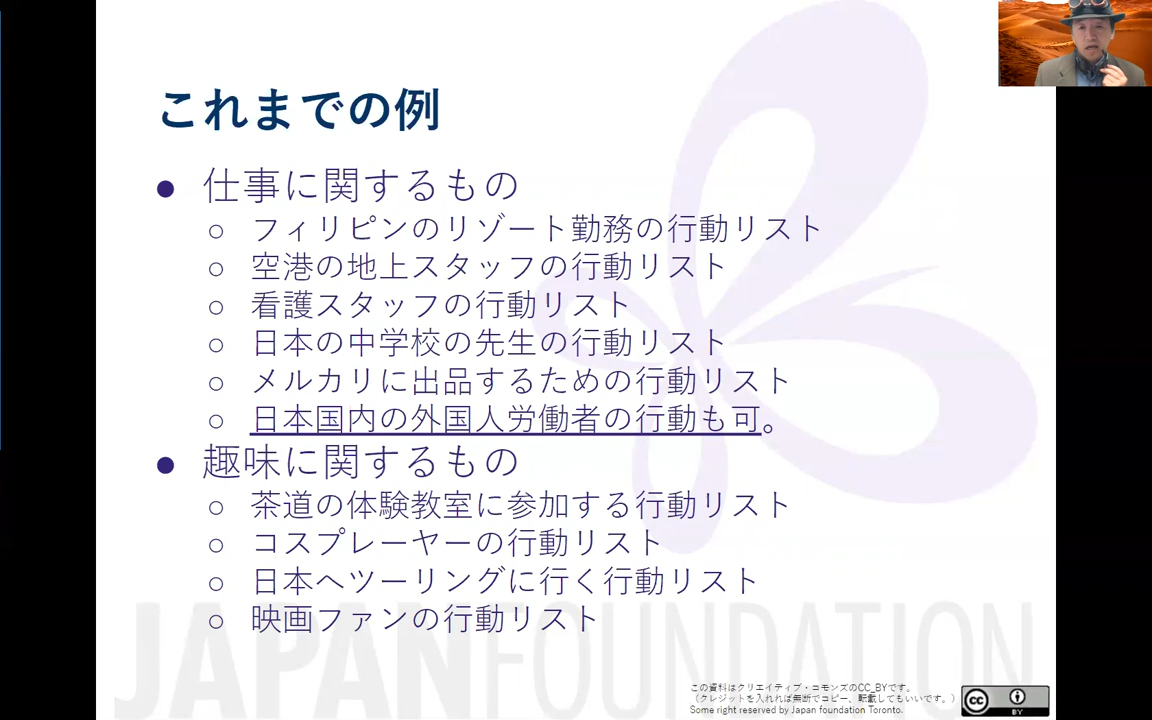 これまでの例
● 仕事に関するもの
○ フィリピンのリゾート勤務の行動リスト
○ 空港の地上スタッフの行動リスト
○ 看護スタッフの行動リスト
○ 日本の中学校の先生の行動リスト
○ メルカリに出品するための行動リスト
○ 日本国内の外国人労働者の行動も可。
● 趣味に関するもの
○ 茶道の体験教室に参加する行動リスト
○ コスプレーヤーの行動リスト
○ 日本へツーリングに行く行動リスト
○ 映画ファンの行動リスト
JAPANFOUNDATION
この資料はクリエイティブ・コモンズのCC_BYです。
（クレジットを入れれば無断でコピー、転載してもいいです。）
Some right reserved by Japan foundation Toronto.
cc
BY